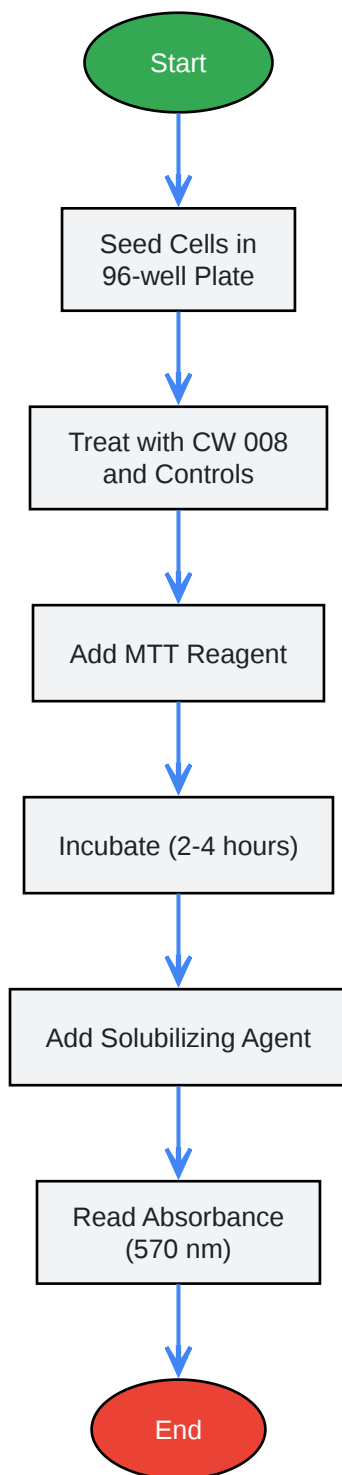 Start
Seed Cells in
96-well Plate
Treat with CW 008
and Controls
Add MTT Reagent
Incubate (2-4 hours)
Add Solubilizing Agent
Read Absorbance
(570 nm)
End